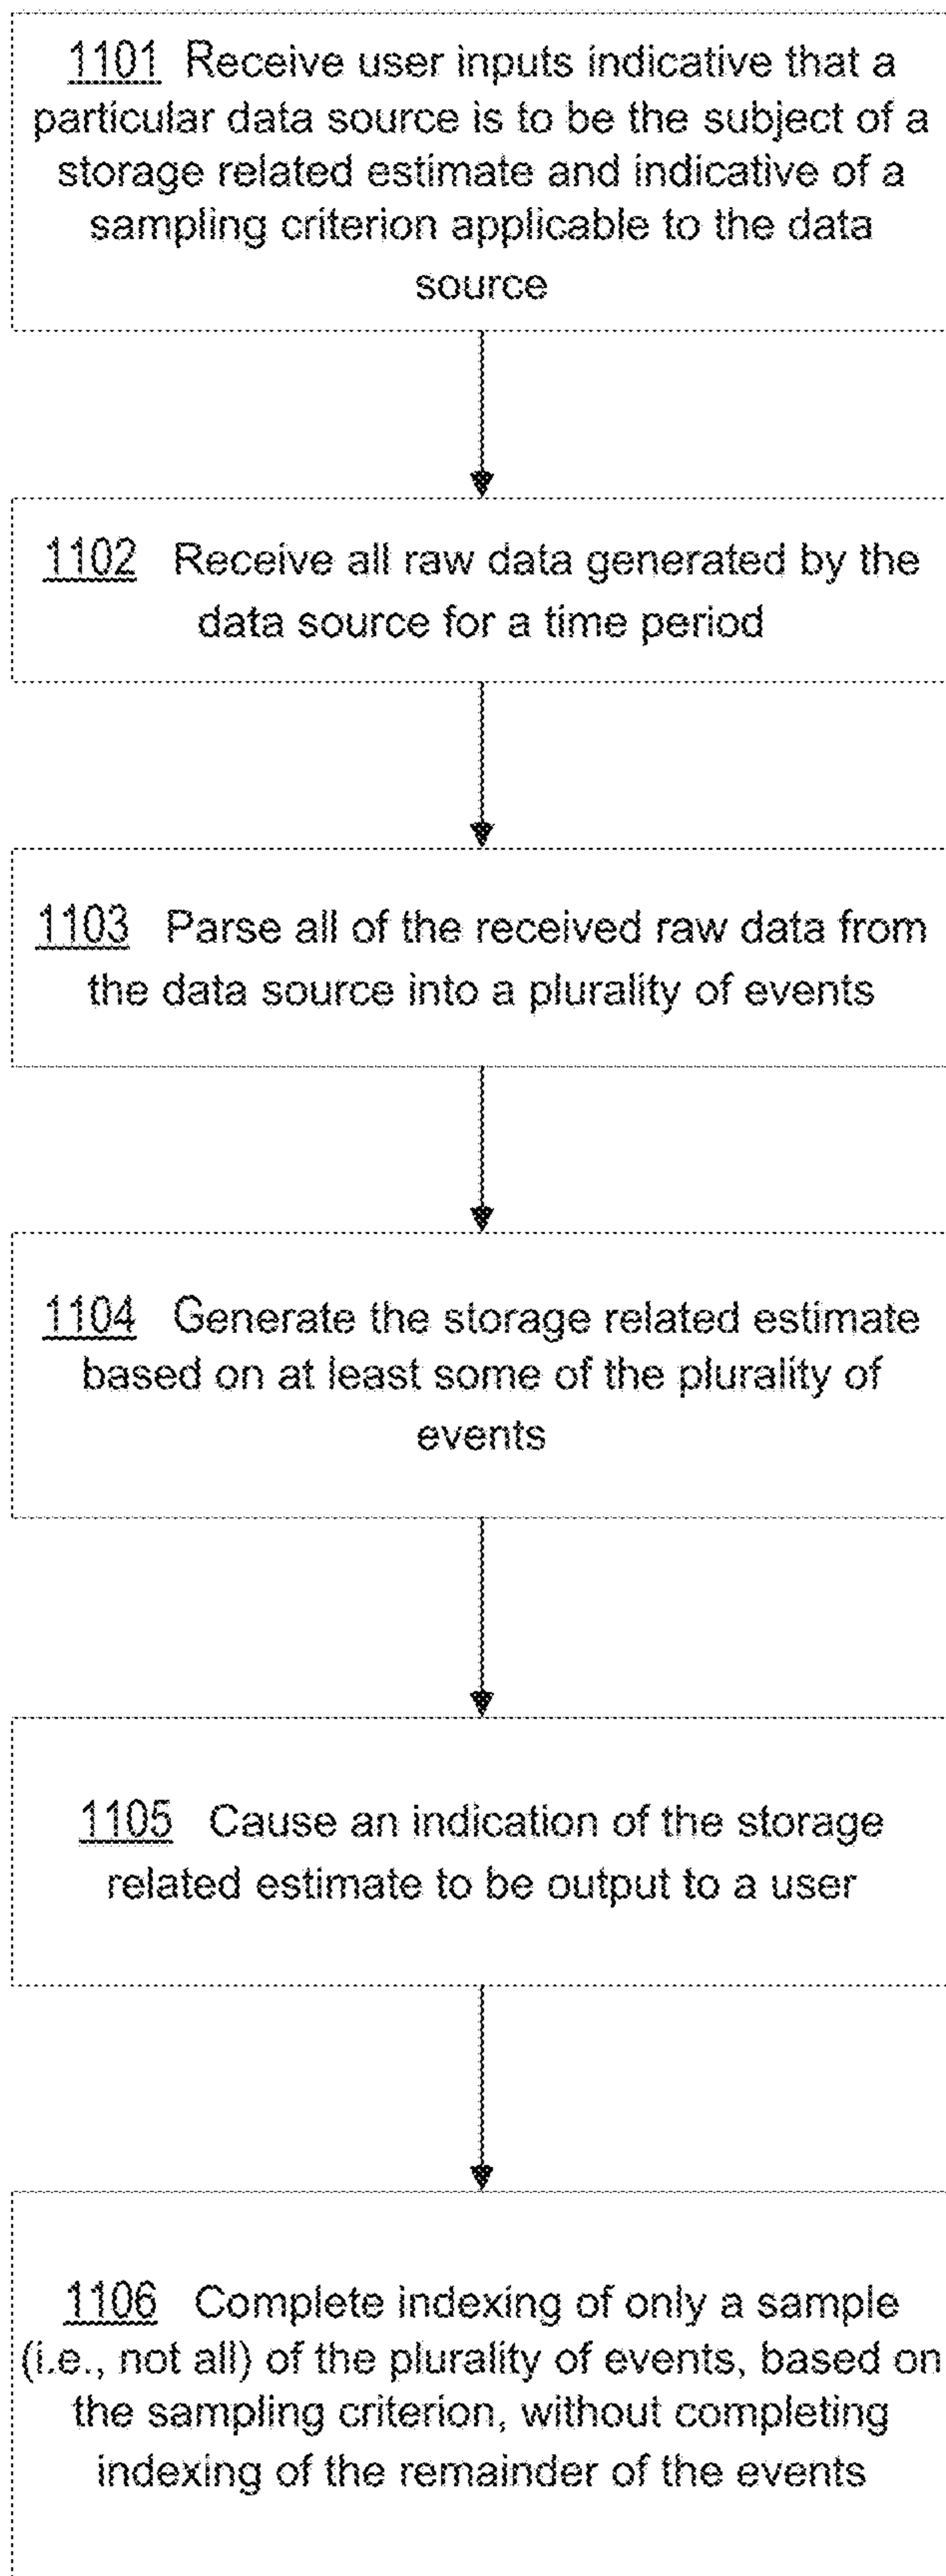 1101 Receive user inputs indicative that a
particular data source is to be the subject of a
storage related estimate and indicative of a
sampling criterion applicable to the data
source
1102 Receive all raw data generated by the
data source for a time period
1103 Parse all of the received raw data from
the data source into a plurality of events
1104 Generate the storage related estimate
based on at least some of the plurality of
events
1105 Cause an indication of the storage
related estimate to be output to a user
1106 Complete indexing of only a sample
(i.e., not all) of the plurality of events, based on
the sampling criterion, without completing
indexing of the remainder of the events